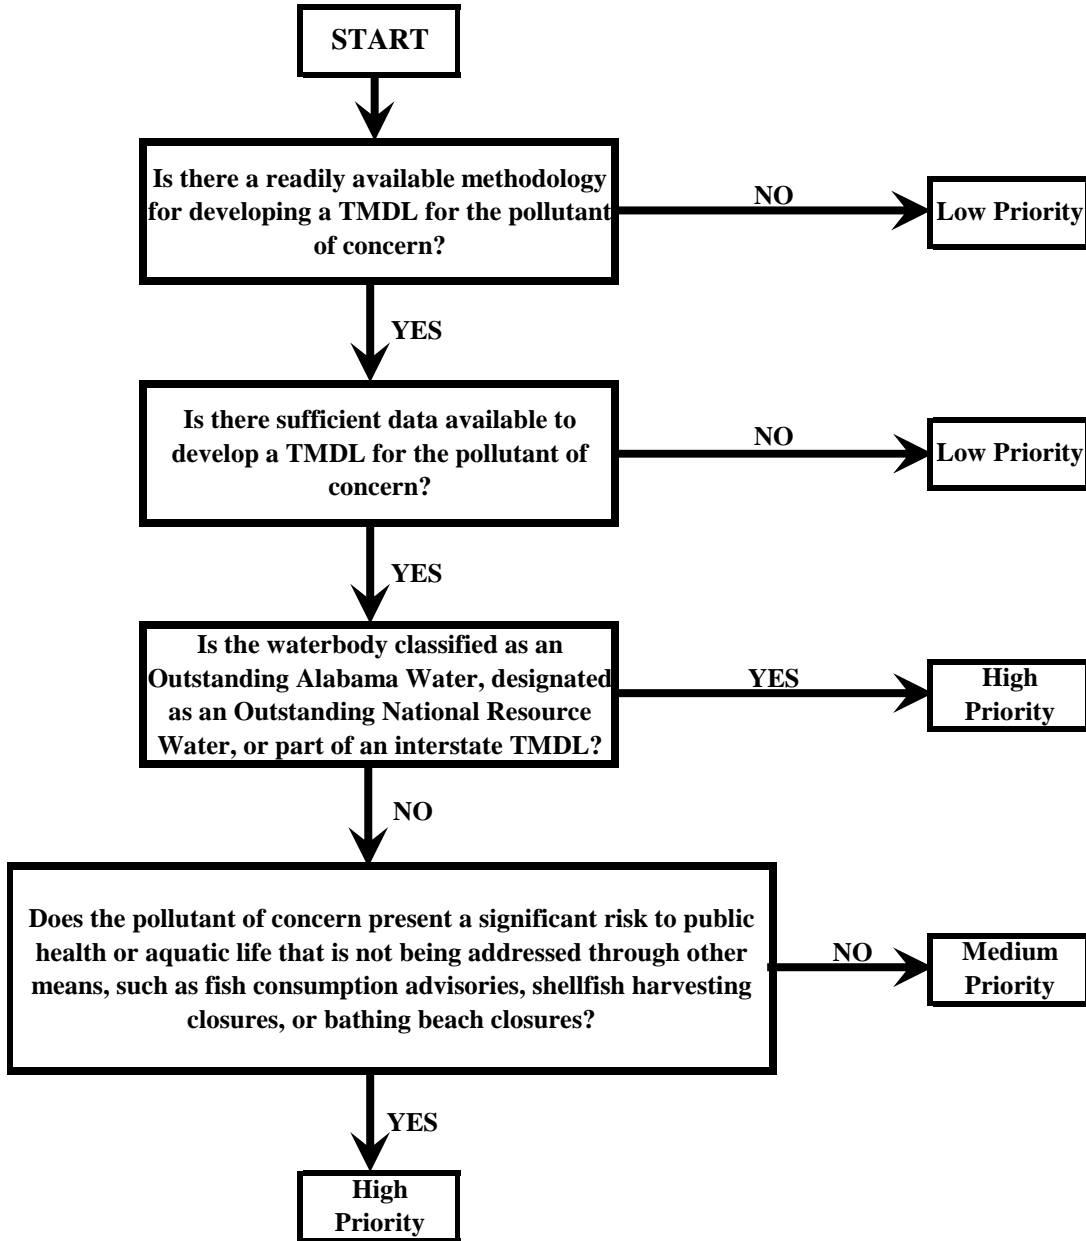 START
Is there a readily available methodology
for developing a TMDL for the pollutant
of concern?
NO
Low Priority
YES
Is there sufficient data available to
develop a TMDL for the pollutant of
concern?
NO
Low Priority
YES
Is the waterbody classified as an
Outstanding Alabama Water, designated
as an Outstanding National Resource
Water, or part of an interstate TMDL?
YES
High
Priority
NO
Does the pollutant of concern present a significant risk to public
health or aquatic life that is not being addressed through other
means, such as fish consumption advisories, shellfish harvesting
closures, or bathing beach closures?
NO
Medium
Priority
YES
High
Priority